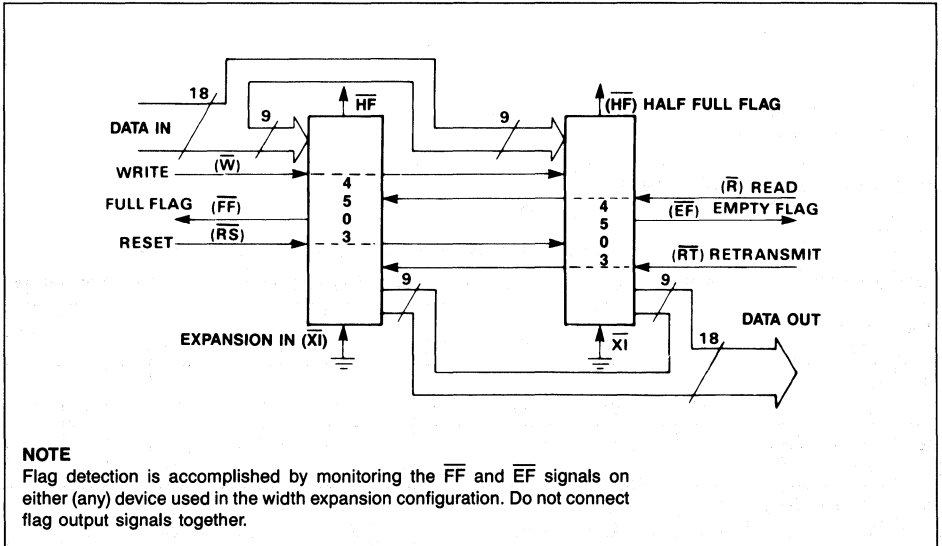 18
HF
(HF) HALF FULL FLAG
DATA IN
9
9
WRITE
(W)
FULL FLAG
(FF)
RESET
(RS)
4
5
0
3
4
5
0
3
(R) READ
(EF) EMPTY FLAG
(RT) RETRANSMIT
9
9
DATA OUT
EXPANSION IN (XI)
XI
18
NOTE
Flag detection is accomplished by monitoring the FF and EF signals on
either (any) device used in the width expansion configuration. Do not connect
flag output signals together.